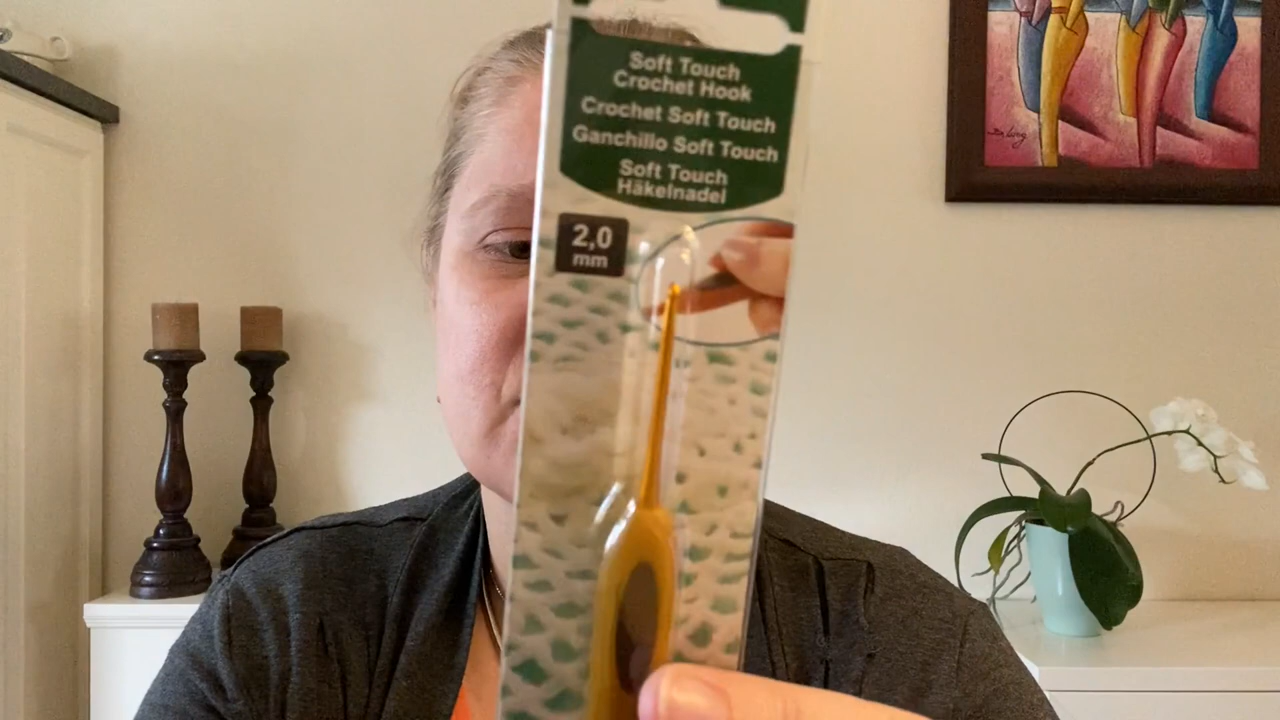 Soft Touch
Crochet Hook
Crochet Soft Touch
Ganchillo Soft Touch
Soft Touch
Häkelnadel
2,0
mm